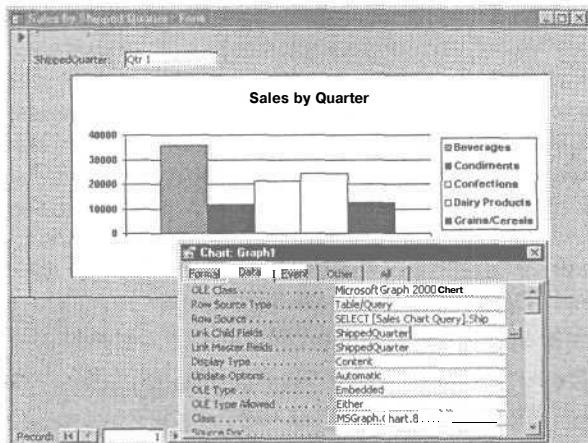 Sales by Shipped Quarter : Form
ShippedQuarter: Qtr 1
Sales by Quarter
40000
30000
20000
10000
0
Beverages
Condiments
Confections
Dairy Products
Grains/Cereals
Chart: Graph1
Format Data Event Other All
OLE Class . . . . . . . . . . . . Microsoft Graph 2000 Chert
Row Source Type . . . . . . . . Table/Query
Row Source . . . . . . . . . . . SELECT [Sales Chart Query].Ship
Link Child Fields . . . . . . . . . ShippedQuarter ...
Link Master Fields . . . . . . . . ShippedQuarter
Display Type . . . . . . . . . . . Content
Update Options . . . . . . . . . Automatic
OLE Type . . . . . . . . . . . . . Embedded
OLE Type Allowed . . . . . . . . Either
Class . . . . . . . . . . . . . . . MSGraph.Chart.8
Source Doc
Record: 1